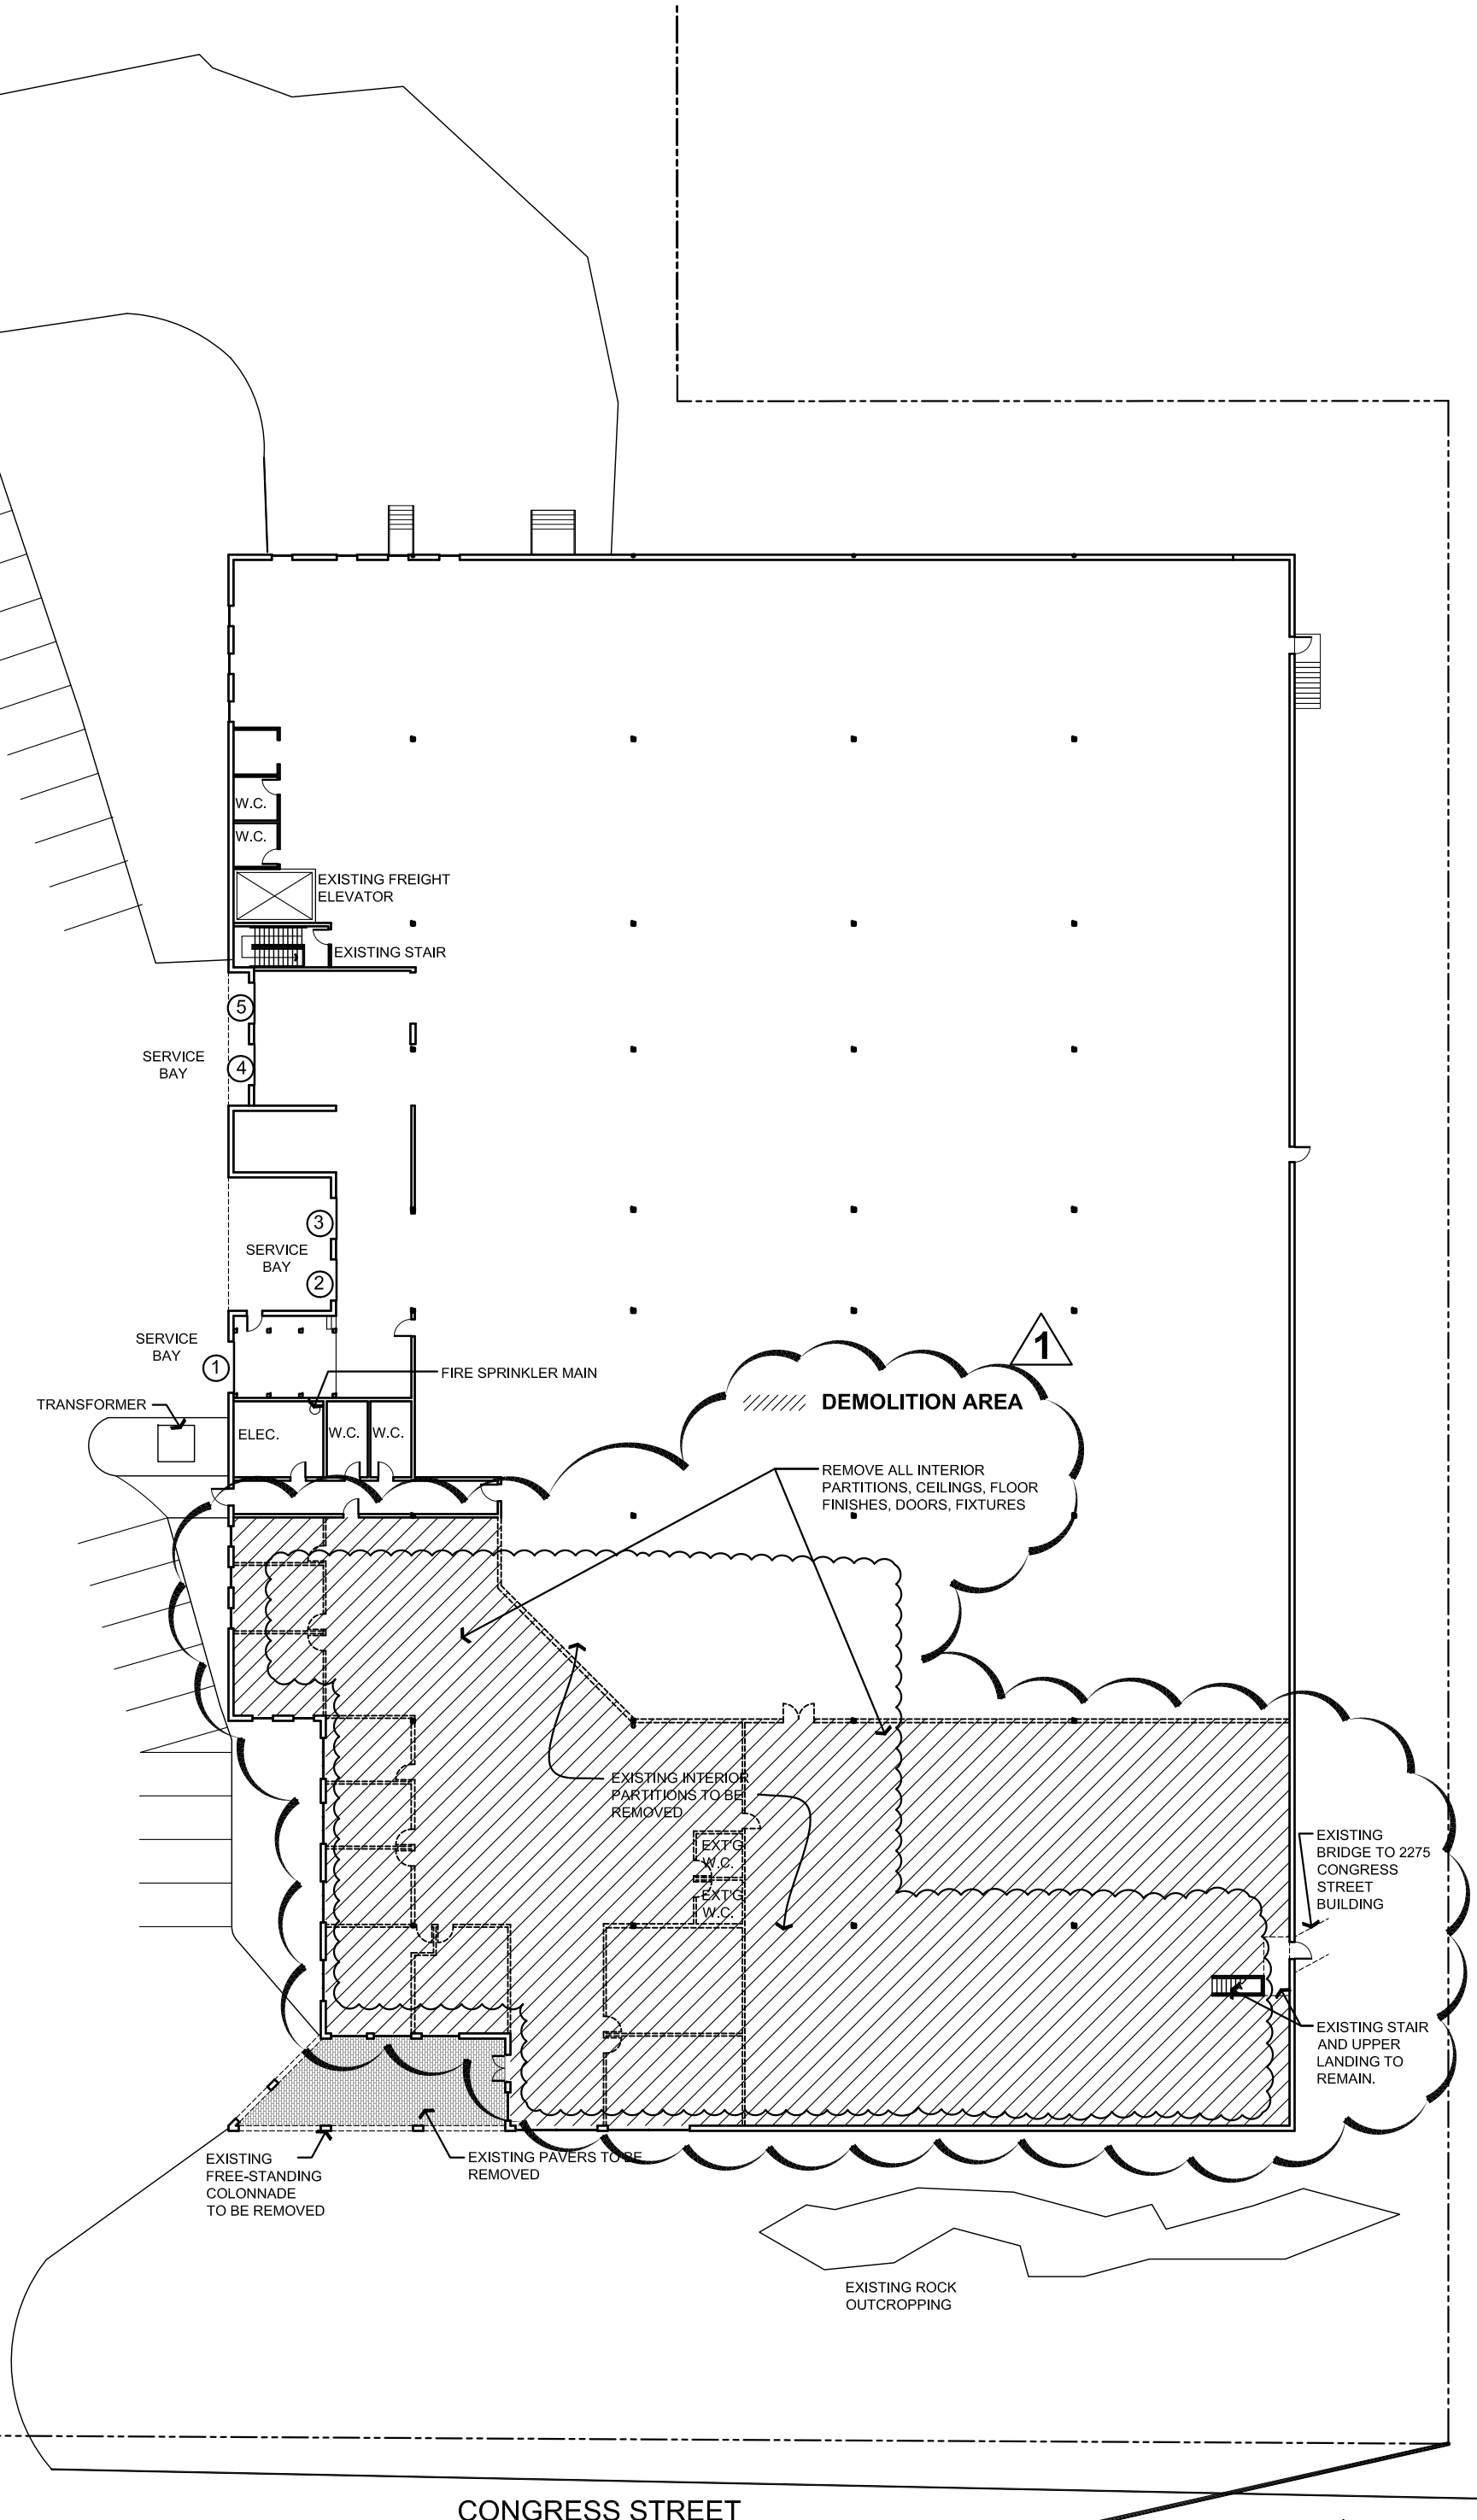 W.C.
W.C.
EXISTING FREIGHT
ELEVATOR
EXISTING STAIR
5
SERVICE
BAY
4
3
SERVICE
BAY
2
SERVICE
BAY
1
1
FIRE SPRINKLER MAIN
DEMOLITION AREA
TRANSFORMER
ELEC.
W.C.
W.C.
REMOVE ALL INTERIOR
PARTITIONS, CEILINGS, FLOOR
FINISHES, DOORS, FIXTURES
EXISTING INTERIOR
PARTITIONS TO BE
REMOVED
EXT'G
W.C.
EXT'G
W.C.
EXISTING
BRIDGE TO 2275
CONGRESS
STREET
BUILDING
EXISTING STAIR
AND UPPER
LANDING TO
REMAIN.
EXISTING
FREE-STANDING
COLONNADE
TO BE REMOVED
EXISTING PAVERS TO BE
REMOVED
EXISTING ROCK
OUTCROPPING
CONGRESS STREET